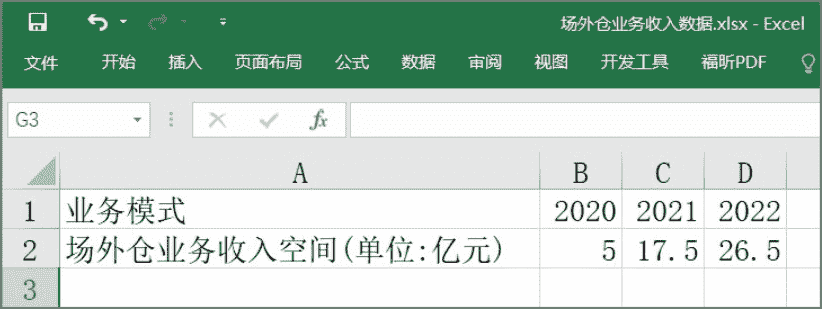 场外仓业务收入数据.xlsx - Excel
文件 开始 插入 页面布局 公式 数据 审阅 视图 开发工具 福昕PDF
G3 fx
A B C D
1 业务模式 2020 2021 2022
2 场外仓业务收入空间(单位:亿元) 5 17.5 26.5
3